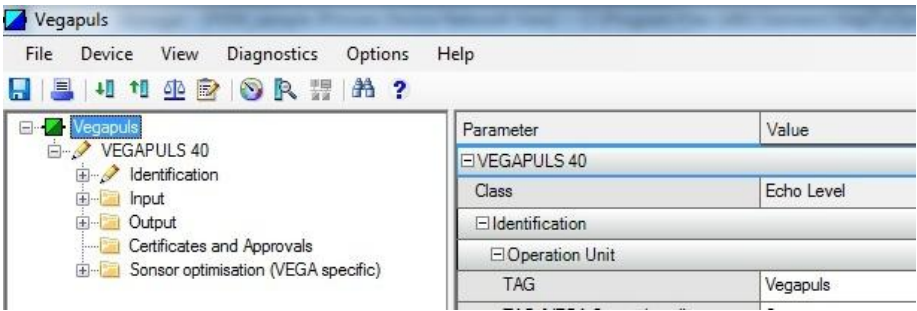 Vegapuls
File Device View Diagnostics Options Help
Vegapuls
VEGAPULS 40
Identification
Input
Output
Certificates and Approvals
Sonsor optimisation (VEGA specific)
Parameter Value
VEGAPULS 40
Class Echo Level
Identification
Operation Unit
TAG Vegapuls